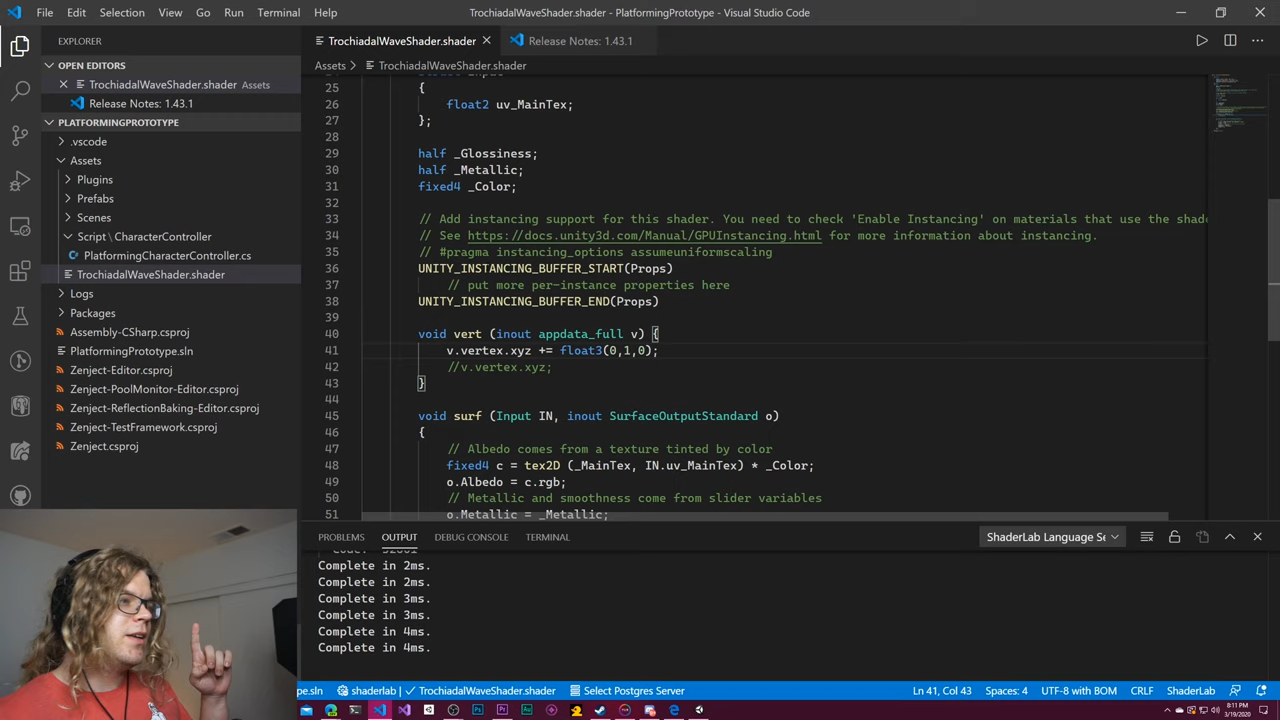 File Edit Selection View Go Run Terminal Help
TrochiadalWaveShader.shader - PlatformingPrototype - Visual Studio Code
EXPLORER
OPEN EDITORS
TrochiadalWaveShader.shader Assets
Release Notes: 1.43.1
PLATFORMINGPROTOTYPE
.vscode
Assets
Plugins
Prefabs
Scenes
Script \ CharacterController
PlatformingCharacterController.cs
TrochiadalWaveShader.shader
Logs
Packages
Assembly-CSharp.csproj
PlatformingPrototype.sln
Zenject-Editor.csproj
Zenject-PoolMonitor-Editor.csproj
Zenject-ReflectionBaking-Editor.csproj
Zenject-TestFramework.csproj
Zenject.csproj
TrochiadalWaveShader.shader
Release Notes: 1.43.1
Assets > TrochiadalWaveShader.shader
25 {
26 float2 uv_MainTex;
27 };
28
29 half _Glossiness;
30 half _Metallic;
31 fixed4 _Color;
32
33 // Add instancing support for this shader. You need to check 'Enable Instancing' on materials that use the shade
34 // See https://docs.unity3d.com/Manual/GPUInstancing.html for more information about instancing.
35 // #pragma instancing_options assumeuniformscaling
36 UNITY_INSTANCING_BUFFER_START(Props)
37 // put more per-instance properties here
38 UNITY_INSTANCING_BUFFER_END(Props)
39
40 void vert (inout appdata_full v) {
41 v.vertex.xyz += float3(0,1,0);
42 //v.vertex.xyz;
43 }
44
45 void surf (Input IN, inout SurfaceOutputStandard o)
46 {
47 // Albedo comes from a texture tinted by color
48 fixed4 c = tex2D (_MainTex, IN.uv_MainTex) * _Color;
49 o.Albedo = c.rgb;
50 // Metallic and smoothness come from slider variables
51 o.Metallic = _Metallic;
PROBLEMS OUTPUT DEBUG CONSOLE TERMINAL
ShaderLab Language Se
Complete in 2ms.
Complete in 2ms.
Complete in 3ms.
Complete in 3ms.
Complete in 4ms.
Complete in 4ms.
pe.sln shaderlab | TrochiadalWaveShader.shader Select Postgres Server
Ln 41, Col 43 Spaces: 4 UTF-8 with BOM CRLF ShaderLab
8:11 PM
3/19/2020